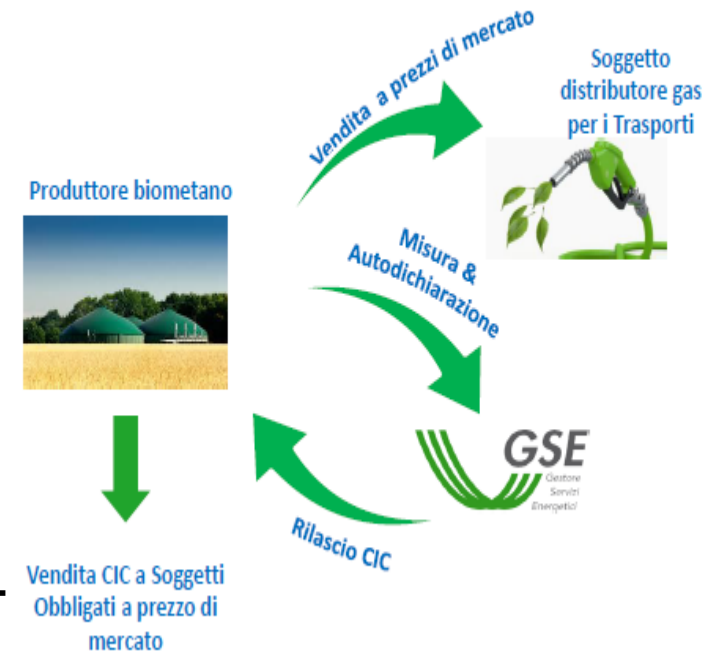 Vendita a prezzi di mercato
Soggetto
distributore gas
per i Trasporti
Produttore biometano
Misura &
Autodichiarazione
GSE
Gestore
Servizi
Energetici
Rilascio CIC
Vendita CIC a Soggetti
Obbligati a prezzo di
mercato